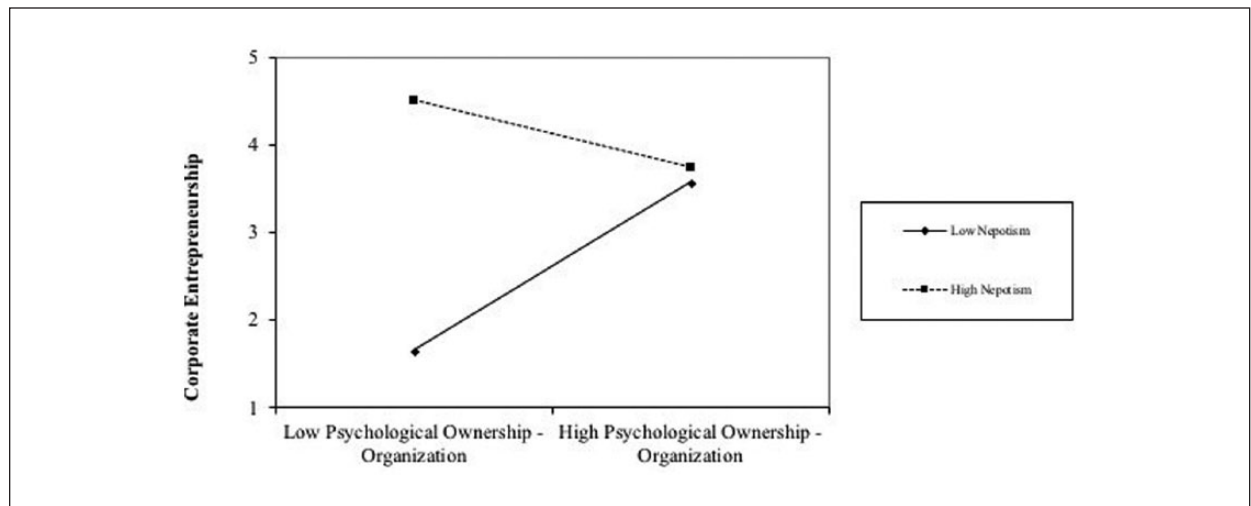 5
4
3
2
1
Corporate Entrepreneurship
Low Psychological Ownership - High Psychological Ownership -
Organization Organization
Low Nepotism
High Nepotism